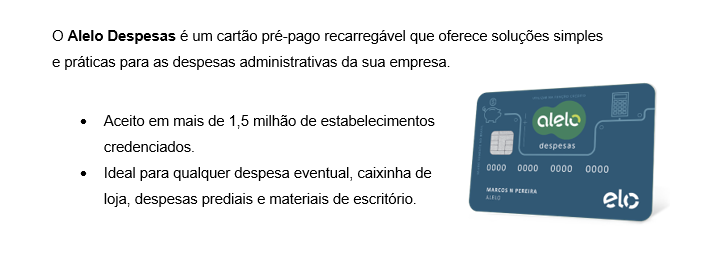 O Alelo Despesas é um cartão pré-pago recarregável que oferece soluções simples
e práticas para as despesas administrativas da sua empresa.
• Aceito em mais de 1,5 milhão de estabelecimentos
credenciados.
• Ideal para qualquer despesa eventual, caixinha de
loja, despesas prediais e materiais de escritório.
alelo
despesas
0000 0000 0000 0000
MARCOS N PEREIRA
ALELO
elo